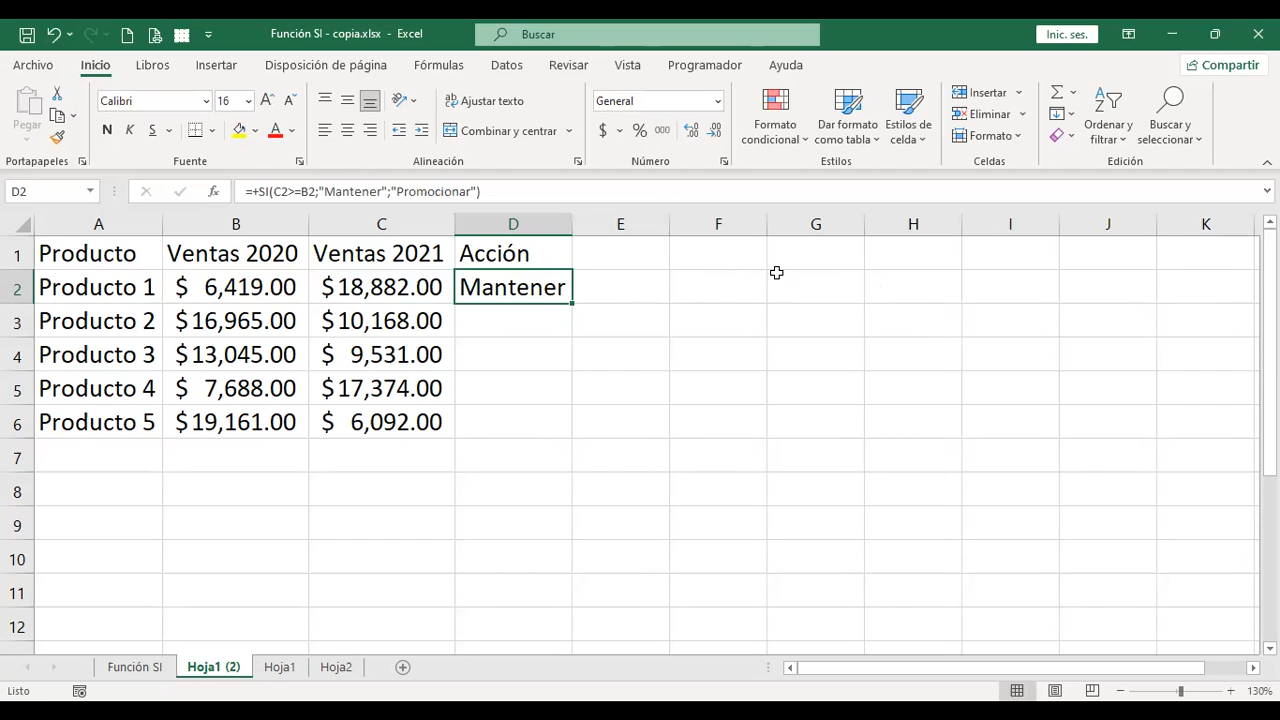 Función SI - copia.xlsx - Excel
Buscar
Inic. ses.
Archivo Inicio Libros Insertar Disposición de página Fórmulas Datos Revisar Vista Programador Ayuda
Compartir
Pegar
Calibri 16
Ajustar texto
General
Insertar
N K S
Combinar y centrar
$ % 000
Formato condicional
Dar formato como tabla
Estilos de celda
Eliminar
Formato
Ordenar y filtrar
Buscar y seleccionar
Portapapeles Fuente Alineación Número Estilos Celdas Edición
D2 fx =+SI(C2>=B2;"Mantener";"Promocionar")
A B C D E F G H I J K
1 Producto Ventas 2020 Ventas 2021 Acción
2 Producto 1 $ 6,419.00 $18,882.00 Mantener
3 Producto 2 $16,965.00 $10,168.00
4 Producto 3 $13,045.00 $ 9,531.00
5 Producto 4 $ 7,688.00 $17,374.00
6 Producto 5 $19,161.00 $ 6,092.00
7
8
9
10
11
12
Función SI Hoja1 (2) Hoja1 Hoja2
Listo
130%